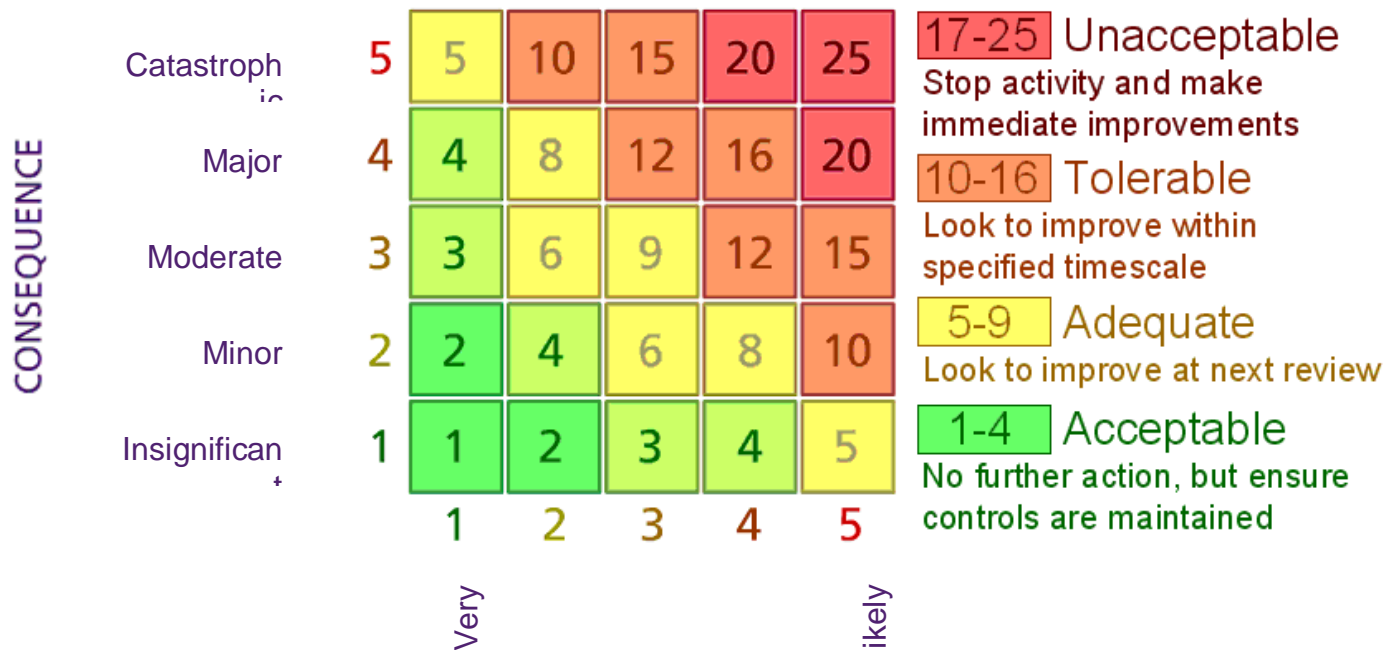 CONSEQUENCE
Catastroph
ic
5 5 10 15 20 25
Major 4 4 8 12 16 20
Moderate 3 3 6 9 12 15
Minor 2 2 4 6 8 10
Insignifican
t
1 1 2 3 4 5
1 2 3 4 5
Very
ikely
17-25 Unacceptable
Stop activity and make
immediate improvements
10-16 Tolerable
Look to improve within
specified timescale
5-9 Adequate
Look to improve at next review
1-4 Acceptable
No further action, but ensure
controls are maintained